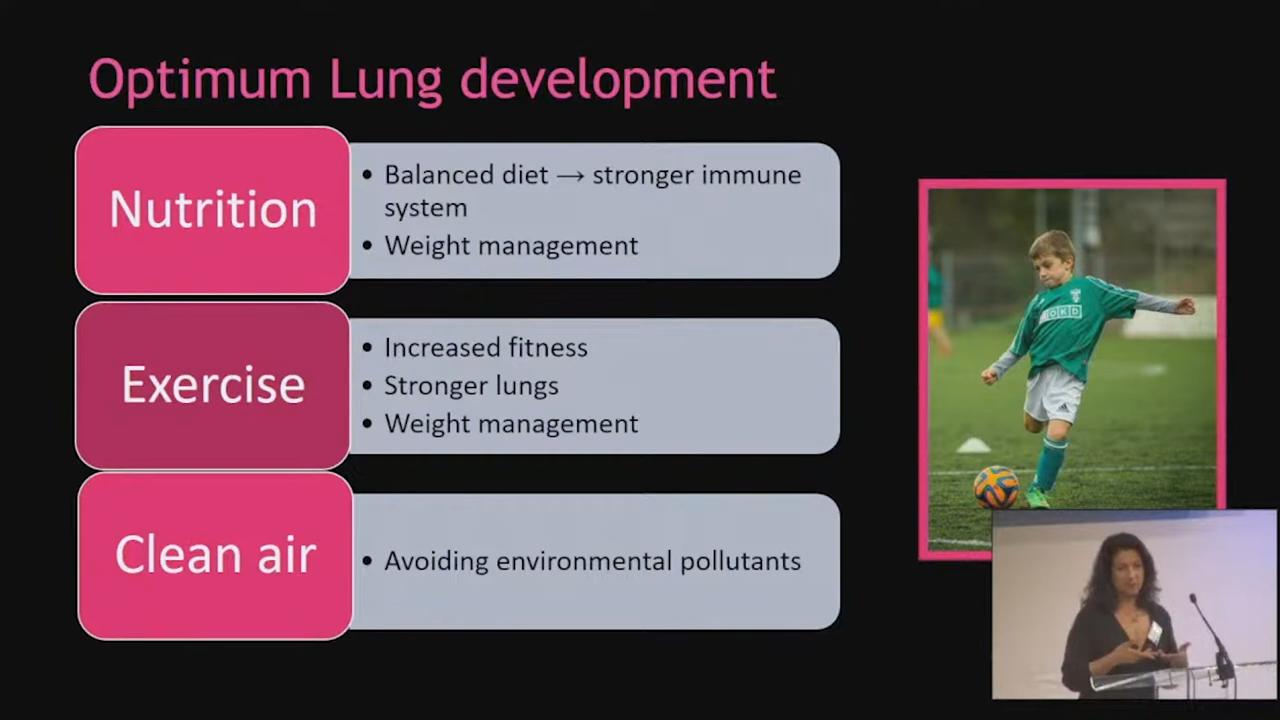 Optimum Lung development
Nutrition
• Balanced diet → stronger immune
system
• Weight management
Exercise
• Increased fitness
• Stronger lungs
• Weight management
Clean air
• Avoiding environmental pollutants
OKD